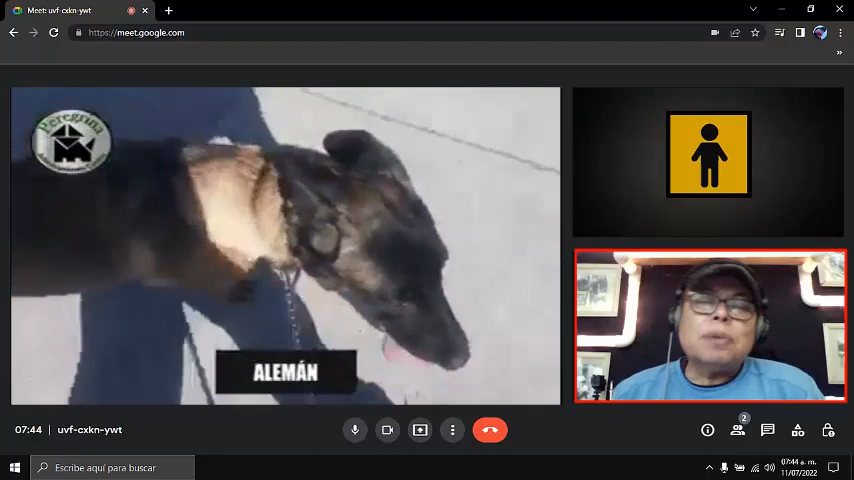 Meet: uvf-cxkn-ywt
https://meet.google.com
Peregrina
ALEMÁN
07:44
uvf-cxkn-ywt
2
Escribe aquí para buscar
07:44 a. m.
11/07/2022